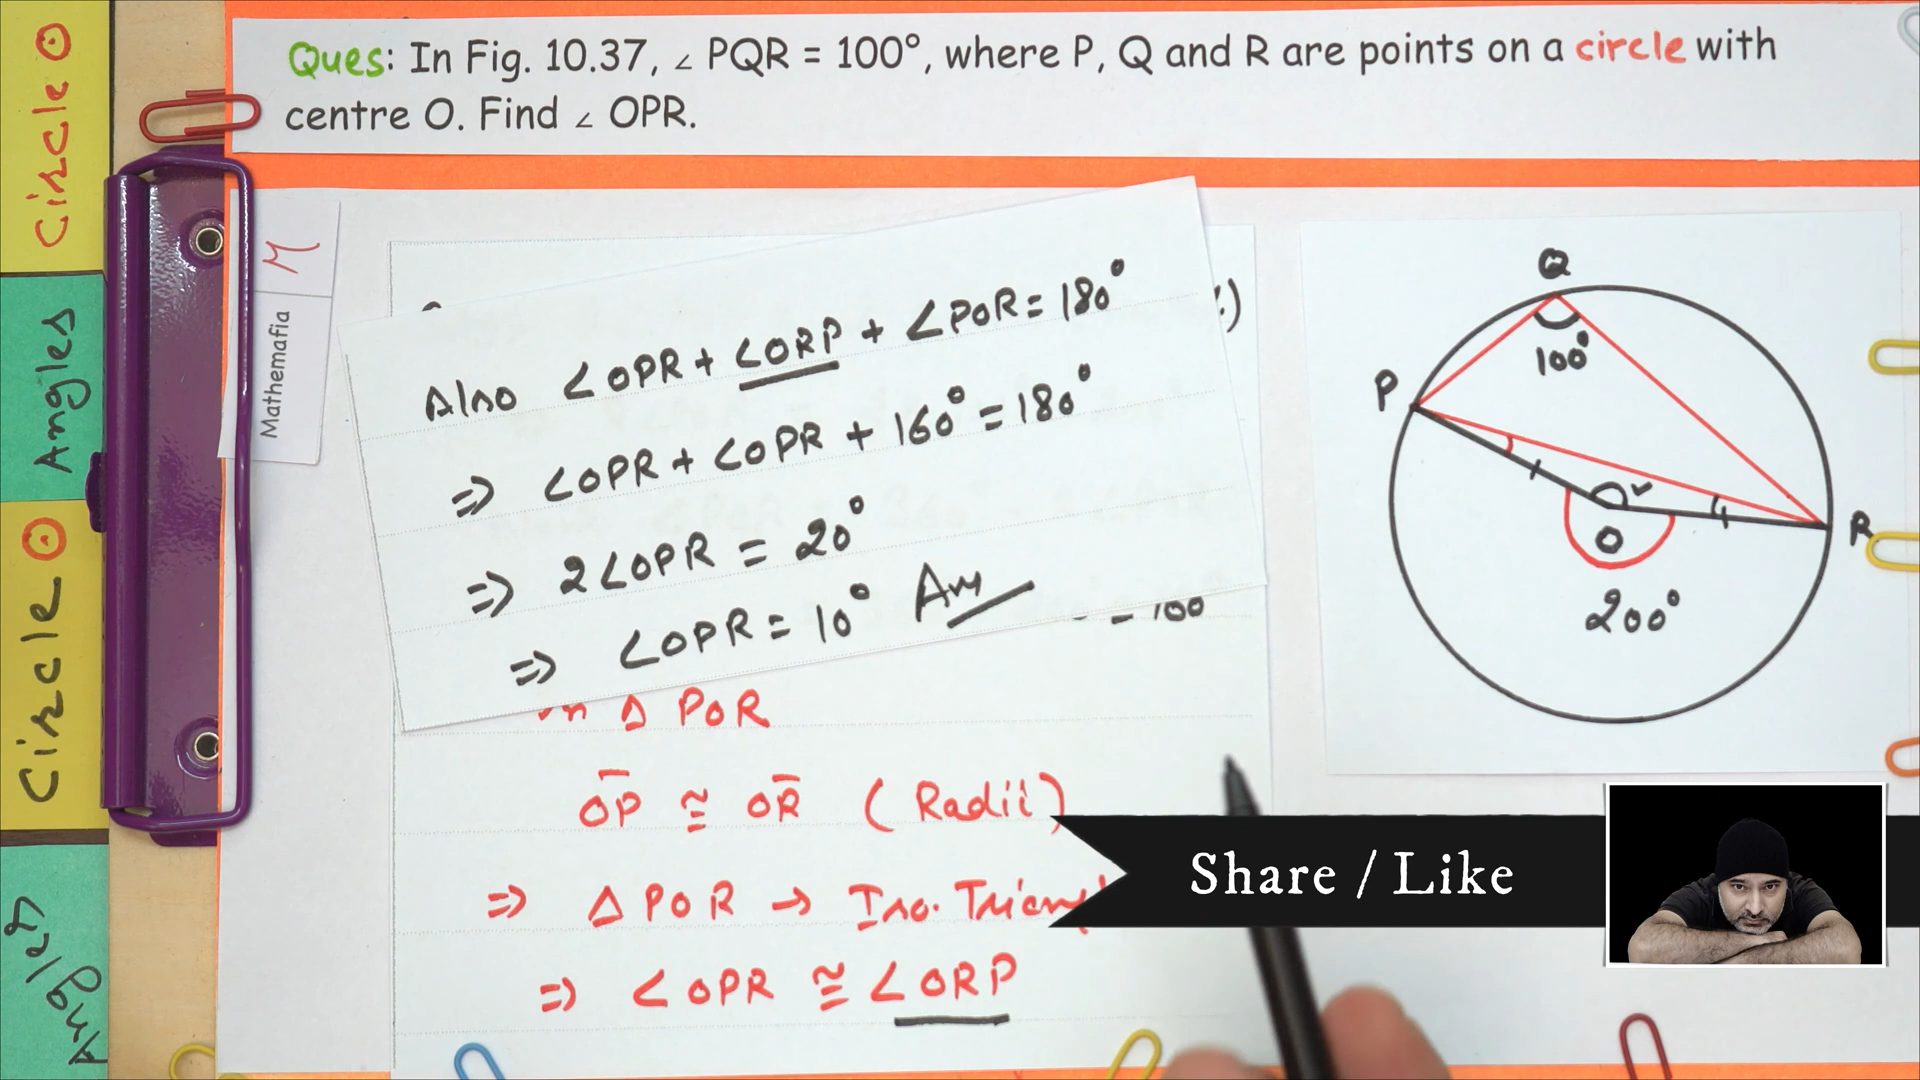 Ques: In Fig. 10.37, ∠ PQR = 100°, where P, Q and R are points on a circle with
centre O. Find ∠ OPR.
Circle
Angles
Circle
Angles
M
Mathemafia
Also ∠OPR + ∠ORP + ∠POR = 180°
⇒ ∠OPR + ∠OPR + 160° = 180°
⇒ 2∠OPR = 20°
⇒ ∠OPR = 10° Ans
Δ POR
OP ≅ OR (Radii)
⇒ Δ POR → Iso.
⇒ ∠OPR ≅ ∠ORP
Q
100°
P
R
O
200°
Share / Like